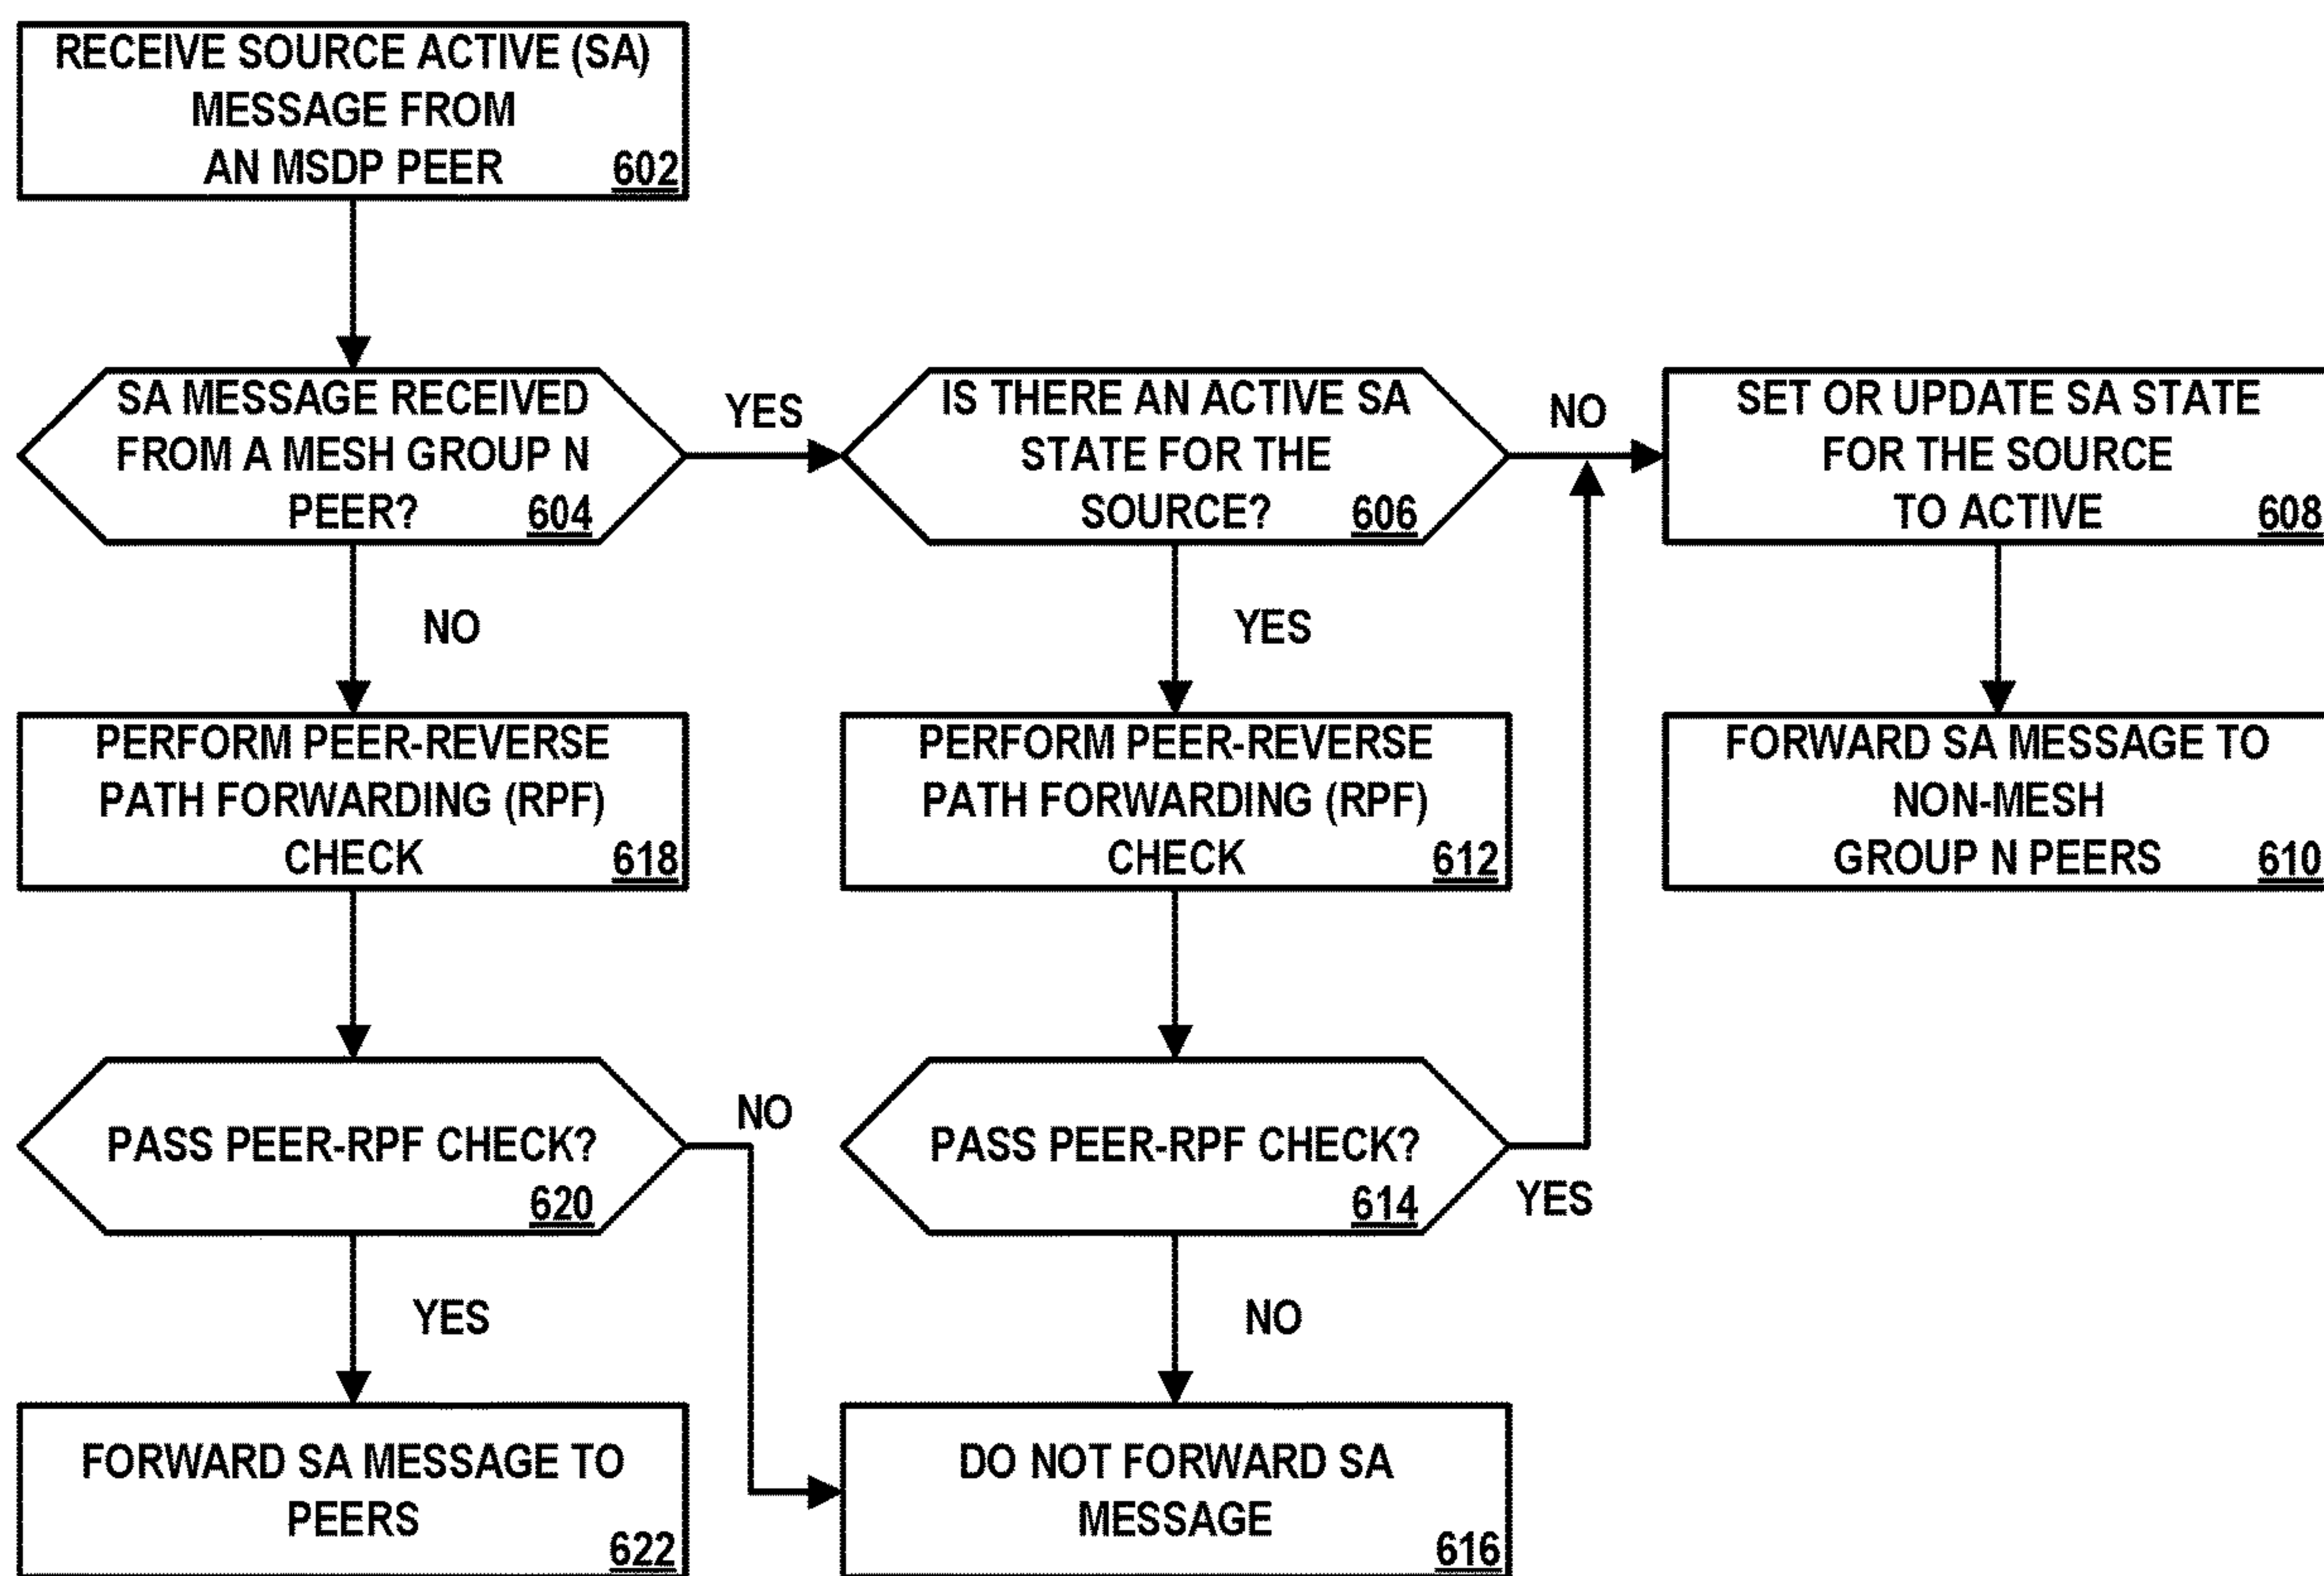 RECEIVE SOURCE ACTIVE (SA)
MESSAGE FROM
AN MSDP PEER 602
SA MESSAGE RECEIVED
FROM A MESH GROUP N
PEER? 604
YES
IS THERE AN ACTIVE SA
STATE FOR THE
SOURCE? 606
NO
SET OR UPDATE SA STATE
FOR THE SOURCE
TO ACTIVE 608
NO
YES
PERFORM PEER-REVERSE
PATH FORWARDING (RPF)
CHECK 618
PERFORM PEER-REVERSE
PATH FORWARDING (RPF)
CHECK 612
FORWARD SA MESSAGE TO
NON-MESH
GROUP N PEERS 610
PASS PEER-RPF CHECK?
620
NO
PASS PEER-RPF CHECK?
614
YES
YES
NO
FORWARD SA MESSAGE TO
PEERS
622
DO NOT FORWARD SA
MESSAGE
616